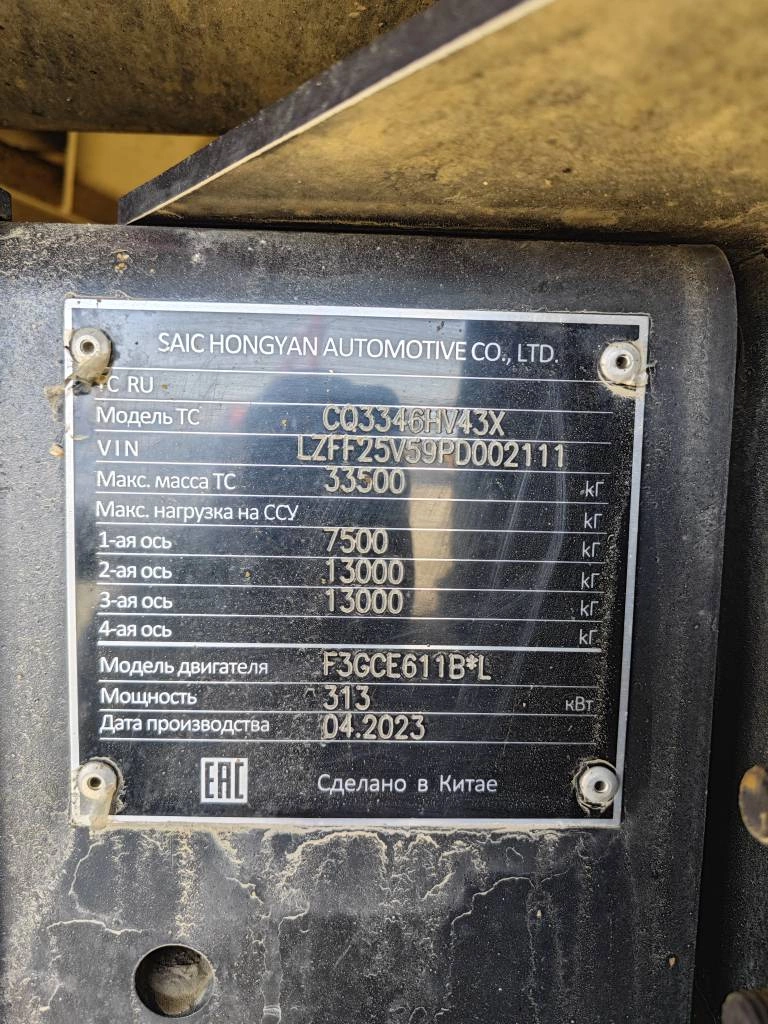 SAIC HONGYAN AUTOMOTIVE CO., LTD.
TC RU
Модель ТС CQ3346HV43X
VIN LZFF25V59PD002111
Макс. масса ТС 33500 кг
Макс. нагрузка на ССУ кг
1-ая ось 7500 кг
2-ая ось 13000 кг
3-ая ось 13000 кг
4-ая ось кг
Модель двигателя F3GCE611B*L
Мощность 313 кВт
Дата производства 04.2023
EAC Сделано в Китае